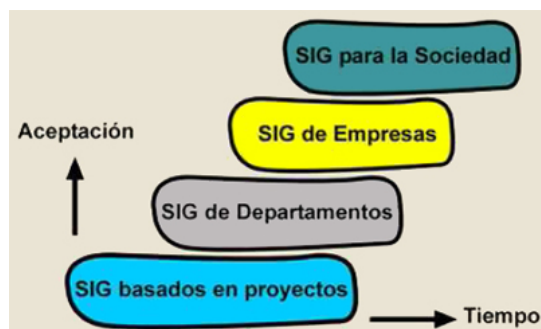 SIG para la Sociedad
SIG de Empresas
Aceptación
SIG de Departamentos
SIG basados en proyectos
Tiempo